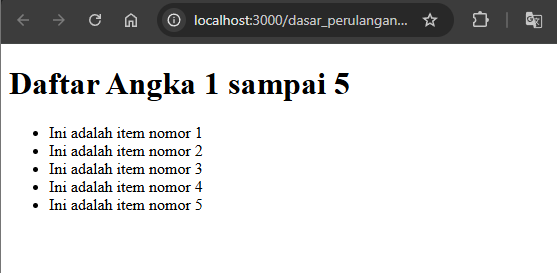 localhost:3000/dasar_perulangan...
Daftar Angka 1 sampai 5
• Ini adalah item nomor 1
• Ini adalah item nomor 2
• Ini adalah item nomor 3
• Ini adalah item nomor 4
• Ini adalah item nomor 5